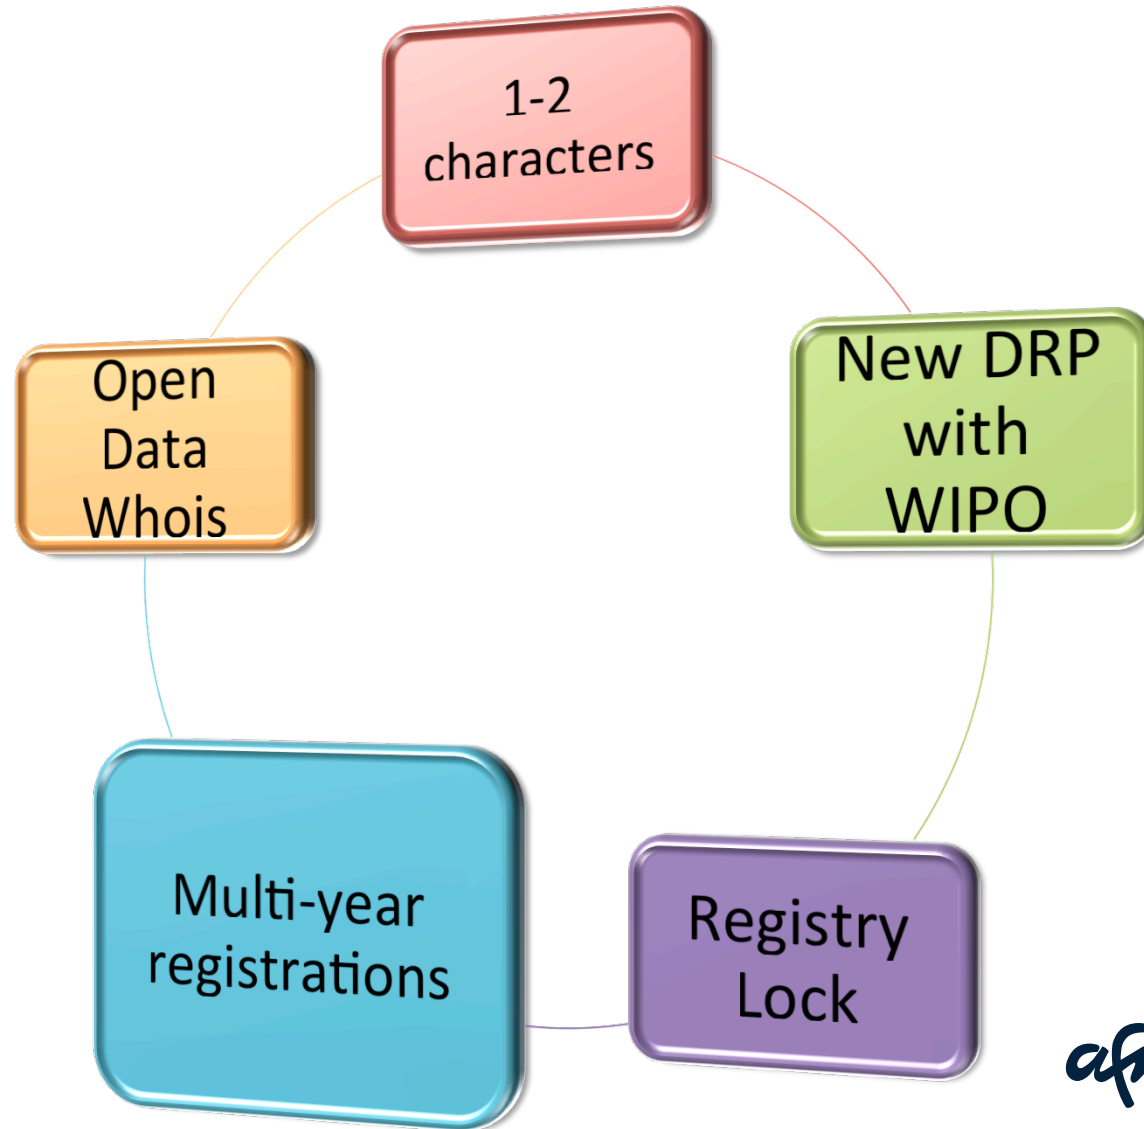 1-2
characters
New DRP
with
WIPO
Open
Data
Whois
Multi-year
registrations
Registry
Lock